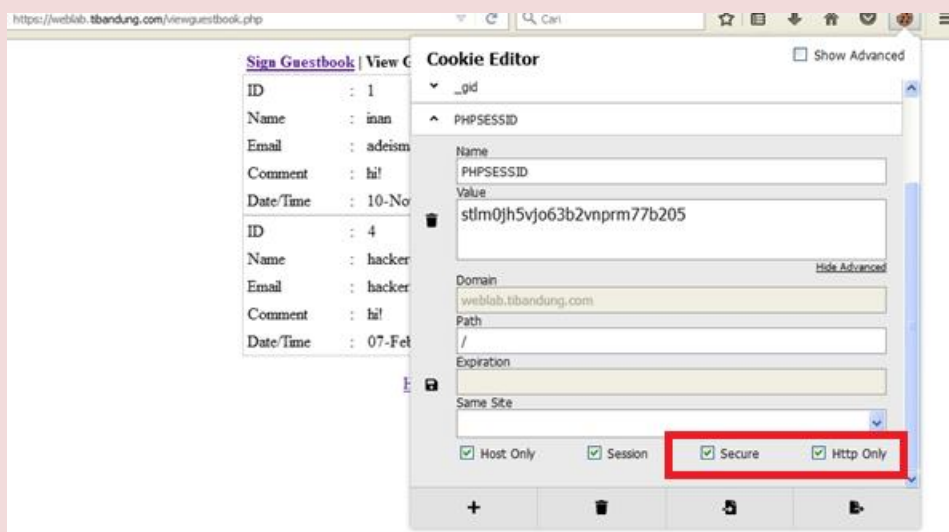 https://weblab.tibandung.com/viewguestbook.php
Cari
Sign Guestbook | View G
ID : 1
Name : inan
Email : adeism
Comment : hi!
Date/Time : 10-No
ID : 4
Name : hacker
Email : hacker
Comment : hi!
Date/Time : 07-Feb
Cookie Editor
Show Advanced
_gid
PHPSESSID
Name
PHPSESSID
Value
stlm0jh5vjo63b2vnprm77b205
Hide Advanced
Domain
weblab.tibandung.com
Path
/
Expiration
Same Site
Host Only
Session
Secure
Http Only